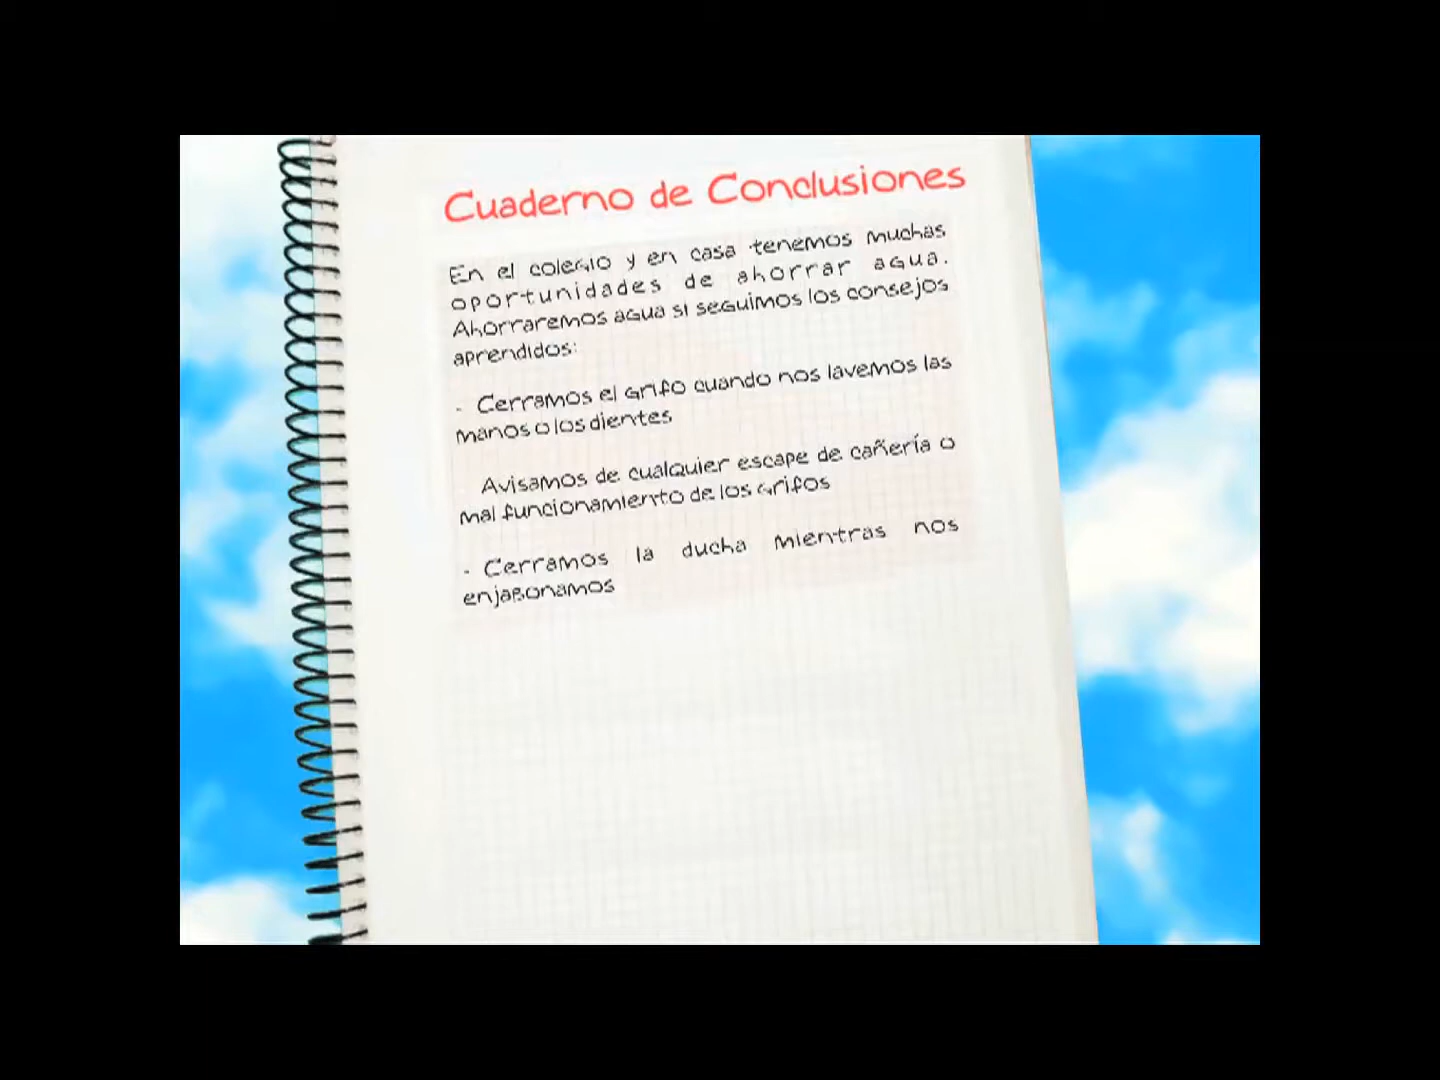 Cuaderno de Conclusiones
En el colegio y en casa tenemos muchas
oportunidades de ahorrar agua.
Ahorraremos agua si seguimos los consejos
aprendidos:
- Cerramos el grifo cuando nos lavemos las
manos o los dientes
Avisamos de cualquier escape de cañería o
mal funcionamiento de los grifos
- Cerramos la ducha mientras nos
enjabonamos